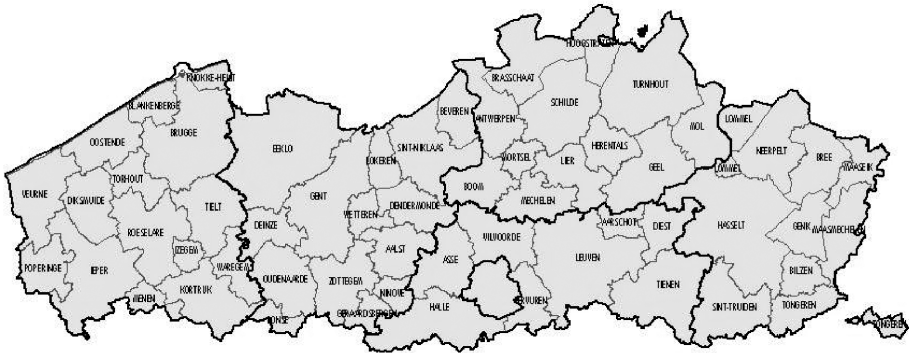 HOOGSTRATEN
KNOKKE-HEIST
BRASSCHAAT
TURNHOUT
BLANKENBERGE
SCHILDE
BEVEREN
ANTWERPEN
LOMMEL
BRUGGE
MOL
OOSTENDE
EEKLO
SINT-NIKLAAS
HERENTALS
NEERPELT
BREE
LOKEREN
MORTSEL
LIER
GEEL
LOMMEL
MAASEIK
TORHOUT
BOOM
VEURNE
DIKSMUIDE
GENT
MECHELEN
TIELT
WETTEREN
DENDERMONDE
AARSCHOT
DEINZE
DIEST
HASSELT
GENK
MAASMECHELEN
ROESELARE
VILVOORDE
IZEGEM
AALST
ASSE
LEUVEN
POPERINGE
IEPER
WAREGEM
BILZEN
OUDENAARDE
ZOTTEGEM
TIENEN
KORTRIJK
NINOVE
MENEN
TERVUREN
HALLE
SINT-TRUIDEN
TONGEREN
GERAARDSBERGEN
RONSE
TONGEREN